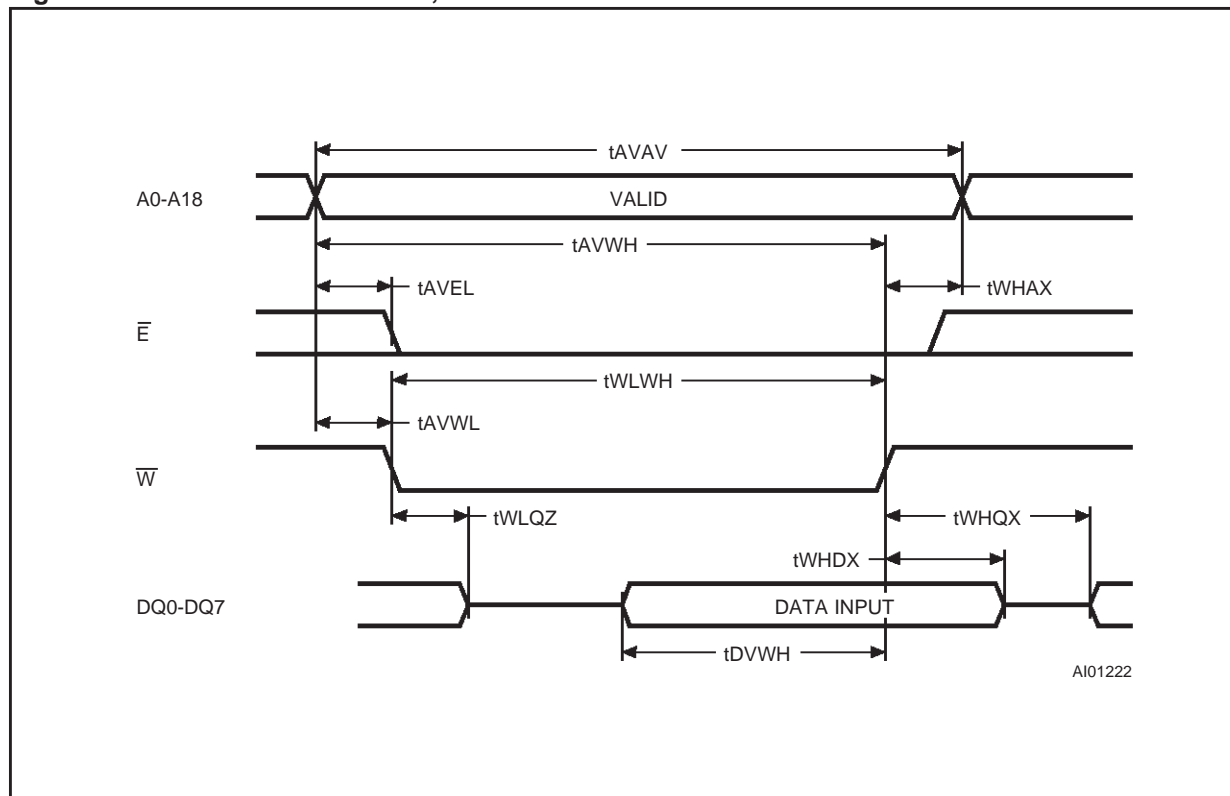 tAVAV
A0-A18
VALID
tAVWH
tAVEL
tWHAX
E
tWLWH
tAVWL
W
tWLQZ
tWHQX
tWHDX
DQ0-DQ7
DATA INPUT
tDVWH
AI01222